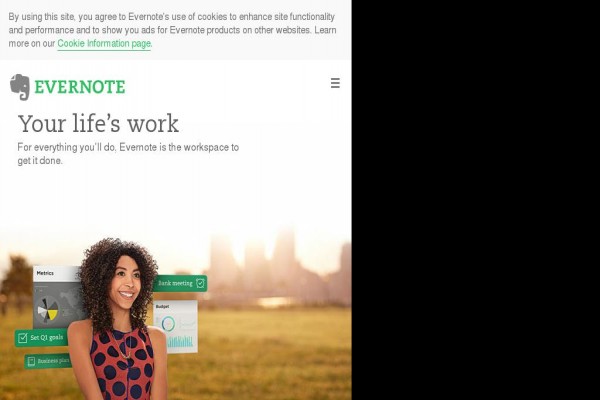 By using this site, you agree to Evernote's use of cookies to enhance site functionality
and performance and to show you ads for Evernote products on other websites. Learn
more on our Cookie Information page.
EVERNOTE
Your life's work
For everything you'll do, Evernote is the workspace to
get it done.
Metrics
Bank meeting
Budget
Set Q1 goals
Business plan